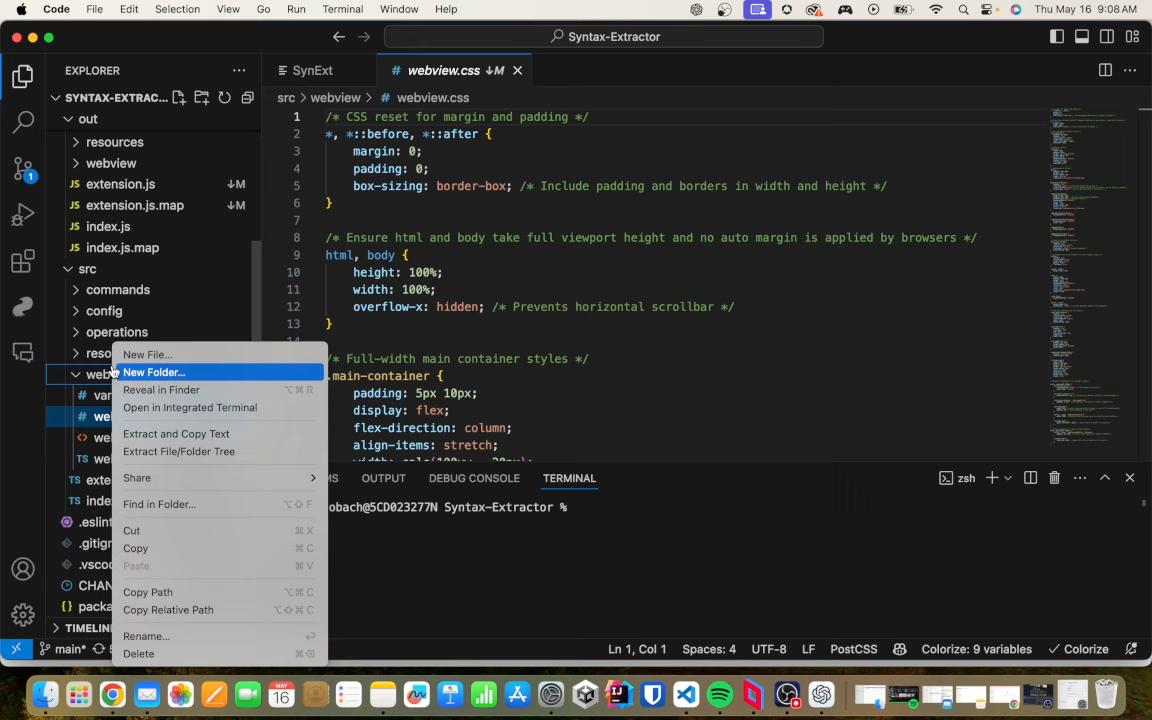 Code File Edit Selection View Go Run Terminal Window Help Thu May 16 9:08 AM
Syntax-Extractor
EXPLORER
SYNTAX-EXTRAC...
out
resources
webview
extension.js ↓M
extension.js.map ↓M
index.js
index.js.map
src
commands
config
operations
New File...
New Folder...
Reveal in Finder ⌥⌘R
Open in Integrated Terminal
Extract and Copy Text
Extract File/Folder Tree
Share
Find in Folder... ⌥⇧F
Cut ⌘X
Copy ⌘C
Paste ⌘V
Copy Path ⌥⌘C
Copy Relative Path ⌥⇧⌘C
Rename...
Delete ⌘⌫
TIMELIN
SynExt
webview.css ↓M
src > webview > # webview.css
1 /* CSS reset for margin and padding */
2 *, *::before, *::after {
3 margin: 0;
4 padding: 0;
5 box-sizing: border-box; /* Include padding and borders in width and height */
6 }
7
8 /* Ensure html and body take full viewport height and no auto margin is applied by browsers */
9 html, body {
10 height: 100%;
11 width: 100%;
12 overflow-x: hidden; /* Prevents horizontal scrollbar */
13 }
14
/* Full-width main container styles */
.main-container {
padding: 5px 10px;
display: flex;
flex-direction: column;
align-items: stretch;
MS OUTPUT DEBUG CONSOLE TERMINAL zsh
obach@5CD023277N Syntax-Extractor %
main* Ln 1, Col 1 Spaces: 4 UTF-8 LF PostCSS Colorize: 9 variables Colorize
MAY
16